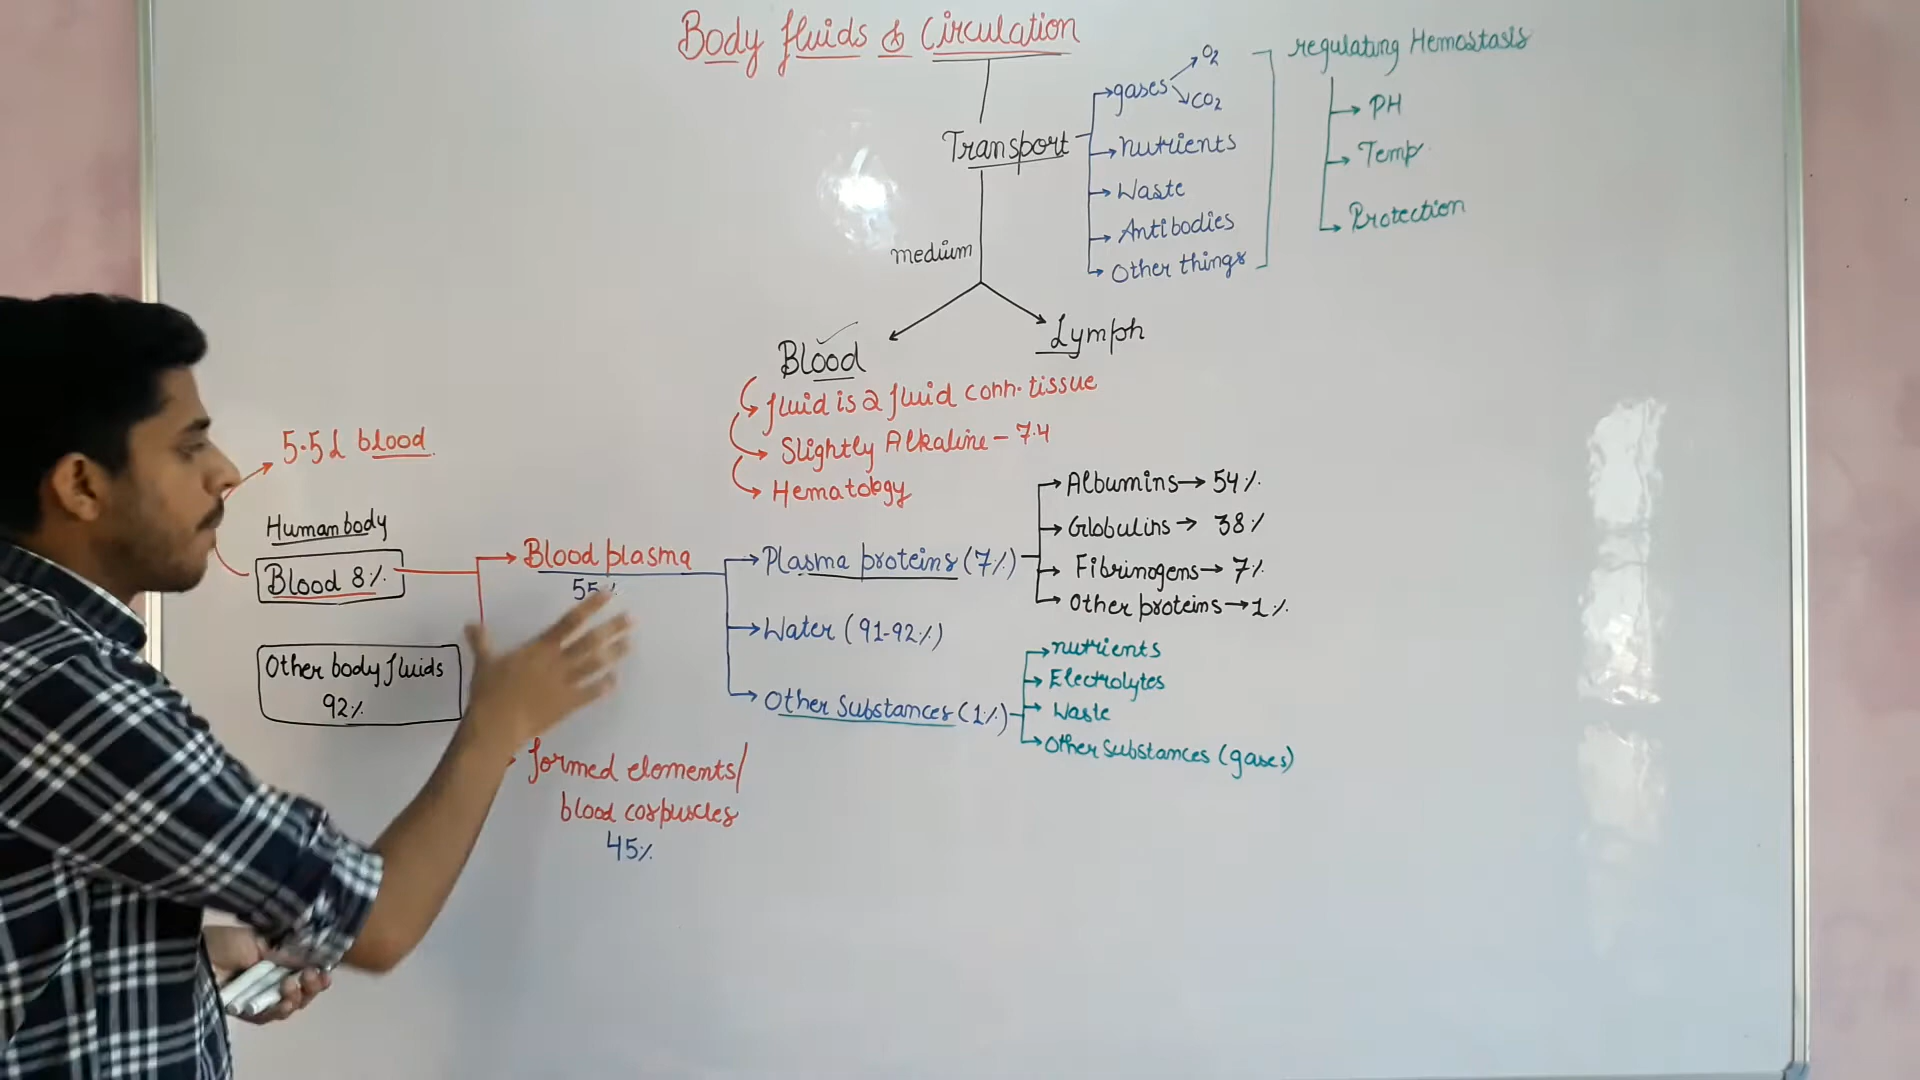 Body fluids & Circulation
Transport
gases
O2
CO2
nutrients
Waste
Antibodies
Other things
regulating Hemostasis
PH
Temp
Protection
medium
Blood
Lymph
fluid is a fluid conn. tissue
Slightly Alkaline - 7.4
Hematology
5.5L blood
Human body
Blood 8%
Other body fluids
92%
Blood plasma
55%
formed elements/
blood corpuscles
45%
Plasma proteins (7%)
Water (91-92%)
Other Substances (1%)
Albumins → 54%
Globulins → 38%
Fibrinogens → 7%
Other proteins → 1%
nutrients
Electrolytes
Waste
Other substances (gases)